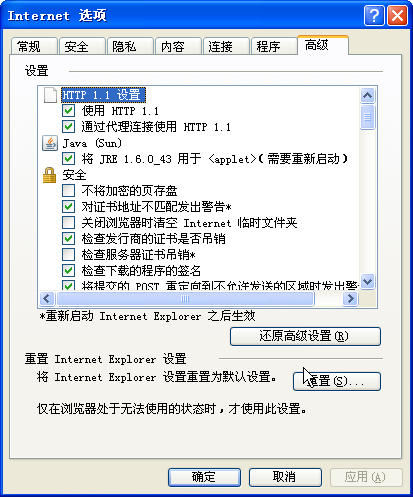 Internet 选项
常规 安全 隐私 内容 连接 程序 高级
设置
HTTP 1.1 设置
使用 HTTP 1.1
通过代理连接使用 HTTP 1.1
Java (Sun)
将 JRE 1.6.0_43 用于 <applet>(需要重新启动)
安全
不将加密的页存盘
对证书地址不匹配发出警告*
关闭浏览器时清空 Internet 临时文件夹
检查发行商的证书是否吊销
检查服务器证书吊销*
检查下载的程序的签名
将提交的 POST 重定向到不允许发送的区域时发出警
*重新启动 Internet Explorer 之后生效
还原高级设置(R)
重置 Internet Explorer 设置
将 Internet Explorer 设置重置为默认设置。
重置(S)...
仅在浏览器处于无法使用的状态时，才使用此设置。
确定 取消 应用(A)